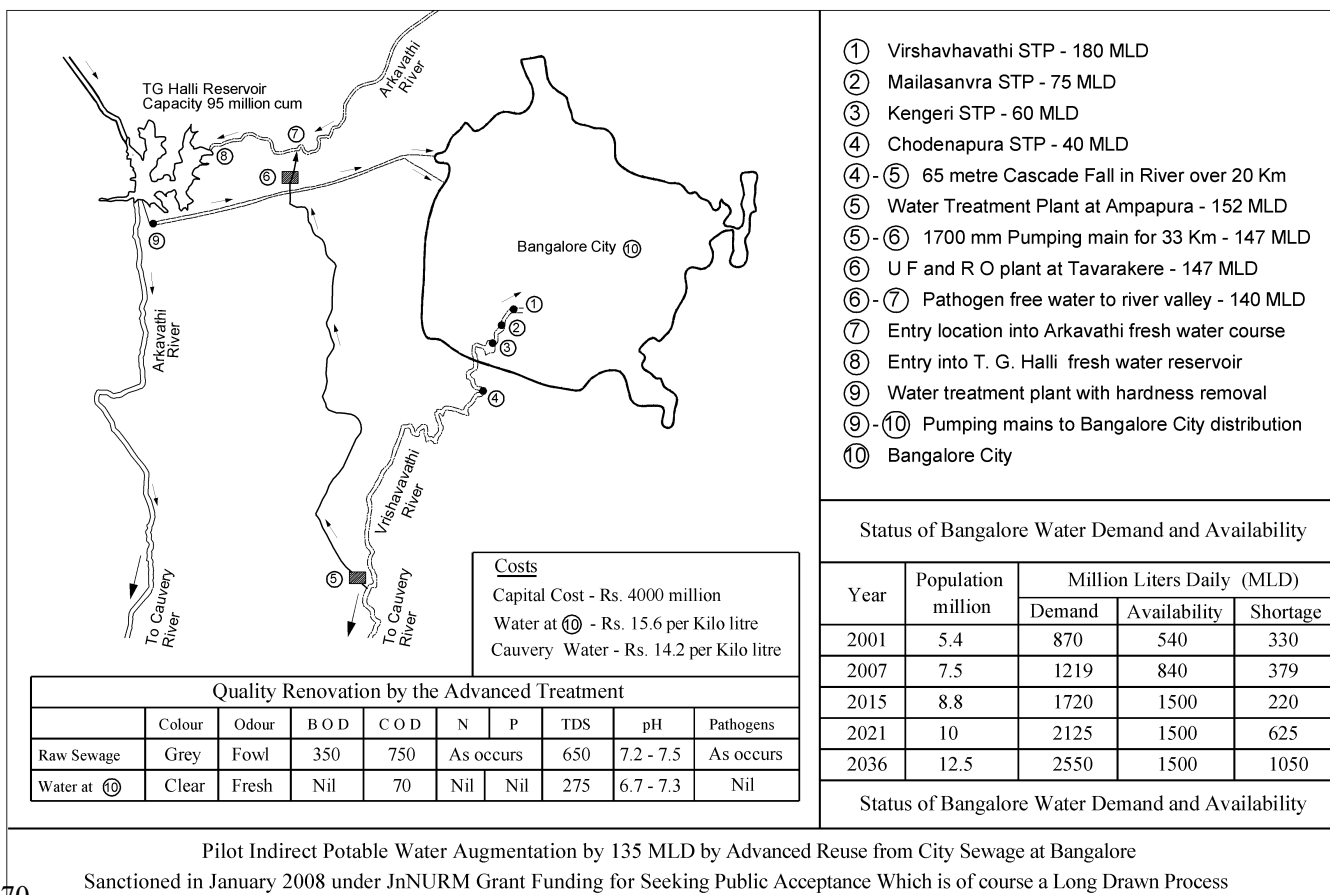 TG Halli Reservoir
Capacity 95 million cum
Arkavathi
River
⑦
⑧
⑥
⑨
Bangalore City ⑩
①
②
③
④
Arkavathi
River
Vrishavavathi
River
⑤
To Cauvery
River
To Cauvery
River
① Virshavhavathi STP - 180 MLD
② Mailasanvra STP - 75 MLD
③ Kengeri STP - 60 MLD
④ Chodenapura STP - 40 MLD
④ - ⑤ 65 metre Cascade Fall in River over 20 Km
⑤ Water Treatment Plant at Ampapura - 152 MLD
⑤ - ⑥ 1700 mm Pumping main for 33 Km - 147 MLD
⑥ U F and R O plant at Tavarakere - 147 MLD
⑥ - ⑦ Pathogen free water to river valley - 140 MLD
⑦ Entry location into Arkavathi fresh water course
⑧ Entry into T. G. Halli fresh water reservoir
⑨ Water treatment plant with hardness removal
⑨ - ⑩ Pumping mains to Bangalore City distribution
⑩ Bangalore City
Costs
Capital Cost - Rs. 4000 million
Water at ⑩ - Rs. 15.6 per Kilo litre
Cauvery Water - Rs. 14.2 per Kilo litre
Quality Renovation by the Advanced Treatment
Colour Odour B O D C O D N P TDS pH Pathogens
Raw Sewage Grey Fowl 350 750 As occurs 650 7.2 - 7.5 As occurs
Water at ⑩ Clear Fresh Nil 70 Nil Nil 275 6.7 - 7.3 Nil
Status of Bangalore Water Demand and Availability
Year Population million Million Liters Daily (MLD)
Demand Availability Shortage
2001 5.4 870 540 330
2007 7.5 1219 840 379
2015 8.8 1720 1500 220
2021 10 2125 1500 625
2036 12.5 2550 1500 1050
Status of Bangalore Water Demand and Availability
Pilot Indirect Potable Water Augmentation by 135 MLD by Advanced Reuse from City Sewage at Bangalore
Sanctioned in January 2008 under JnNURM Grant Funding for Seeking Public Acceptance Which is of course a Long Drawn Process